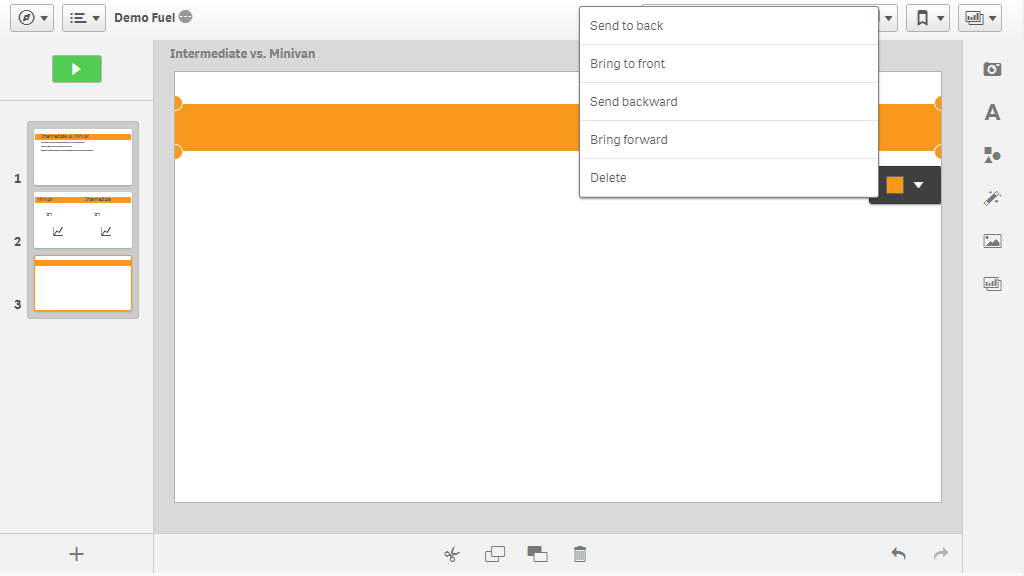 Demo Fuel
Send to back
Bring to front
Send backward
Bring forward
Delete
Intermediate vs. Minivan
1
Intermediate vs. Minivan
2
Minivan Intermediate
3